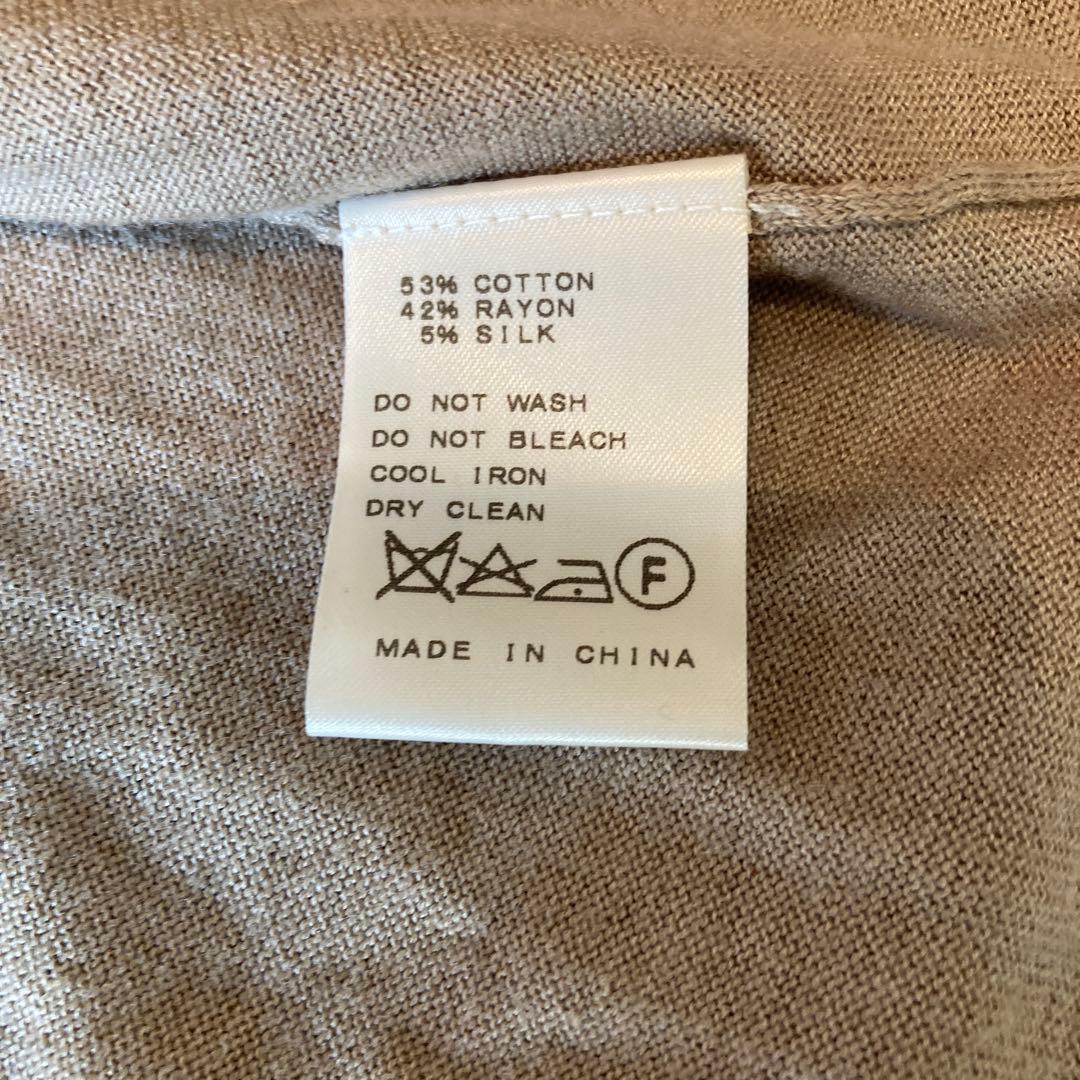 53% COTTON
42% RAYON
5% SILK
DO NOT WASH
DO NOT BLEACH
COOL IRON
DRY CLEAN
F
MADE IN CHINA